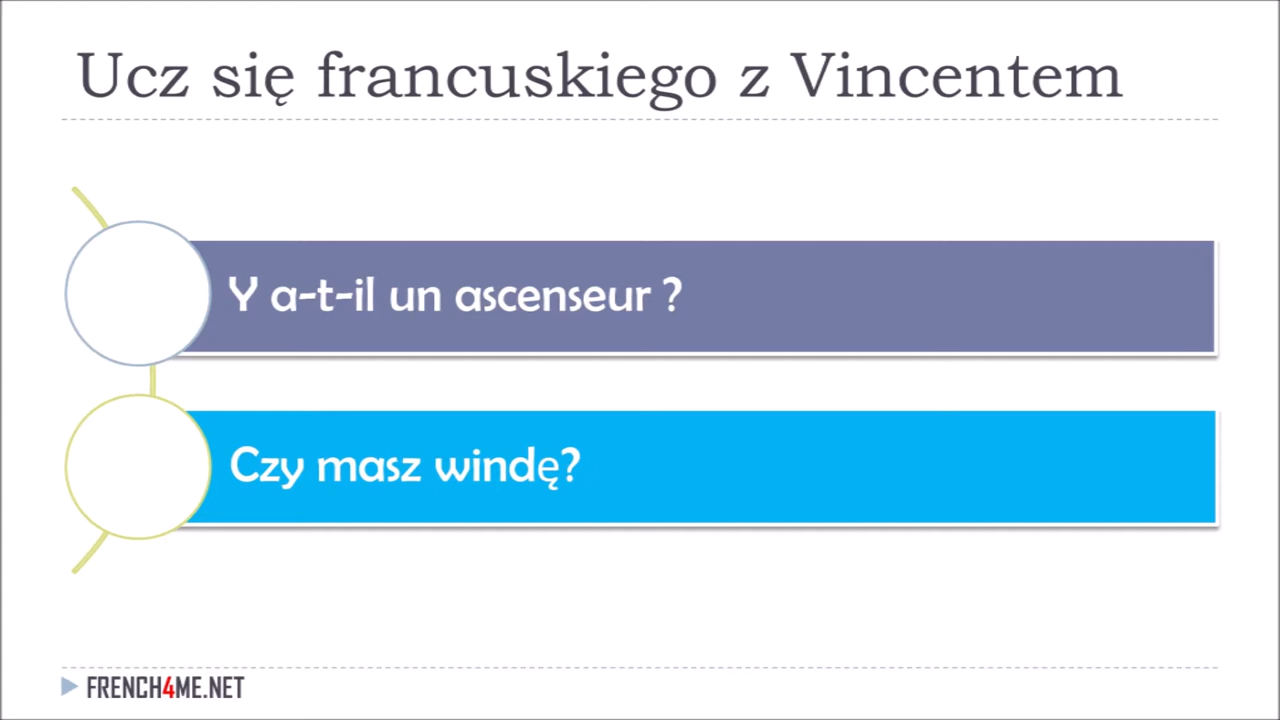 Ucz się francuskiego z Vincentem
Y a-t-il un ascenseur ?
Czy masz windę?
FRENCH4ME.NET